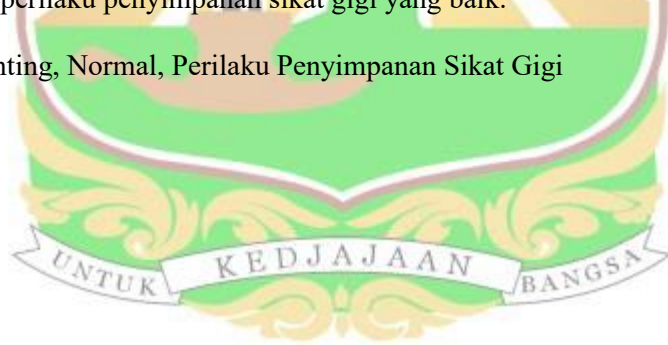 perilaku penyimpanan sikat gigi yang baik.
nting, Normal, Perilaku Penyimpanan Sikat Gigi
UNTUK KEDJAJAAN BANGSA